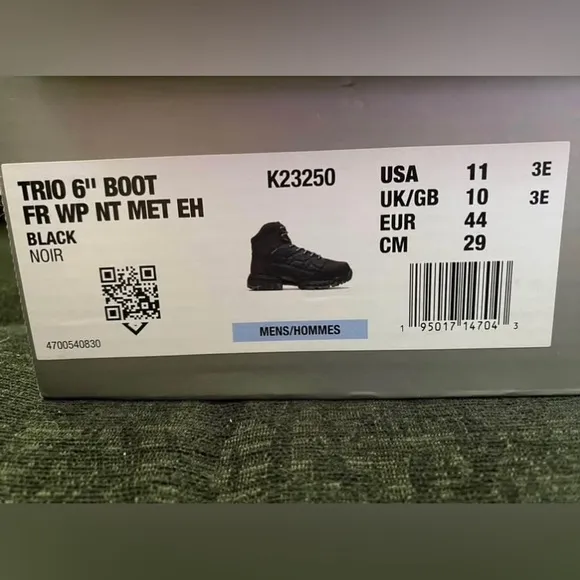 TRIO 6" BOOT
FR WP NT MET EH
BLACK
NOIR
4700540830
K23250
MENS/HOMMES
USA 11 3E
UK/GB 10 3E
EUR 44
CM 29
1 95017 14704 3